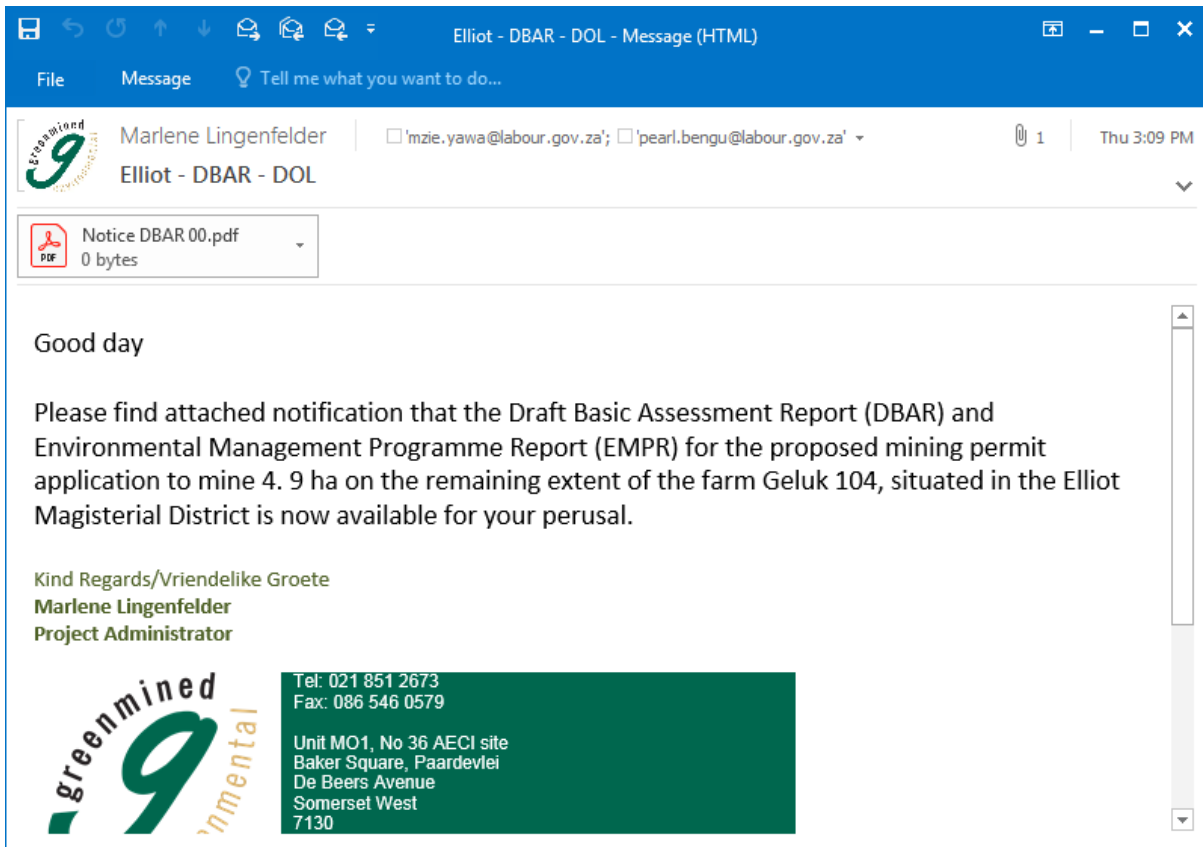 Elliot - DBAR - DOL - Message (HTML)
File Message Tell me what you want to do...
greenmined
Marlene Lingenfelder 'mzie.yawa@labour.gov.za'; 'pearl.bengu@labour.gov.za' 1 Thu 3:09 PM
Elliot - DBAR - DOL
PDF
Notice DBAR 00.pdf
0 bytes
Good day
Please find attached notification that the Draft Basic Assessment Report (DBAR) and
Environmental Management Programme Report (EMPR) for the proposed mining permit
application to mine 4. 9 ha on the remaining extent of the farm Geluk 104, situated in the Elliot
Magisterial District is now available for your perusal.
Kind Regards/Vriendelike Groete
Marlene Lingenfelder
Project Administrator
greenmined
nmental
Tel: 021 851 2673
Fax: 086 546 0579
Unit MO1, No 36 AECI site
Baker Square, Paardevlei
De Beers Avenue
Somerset West
7130